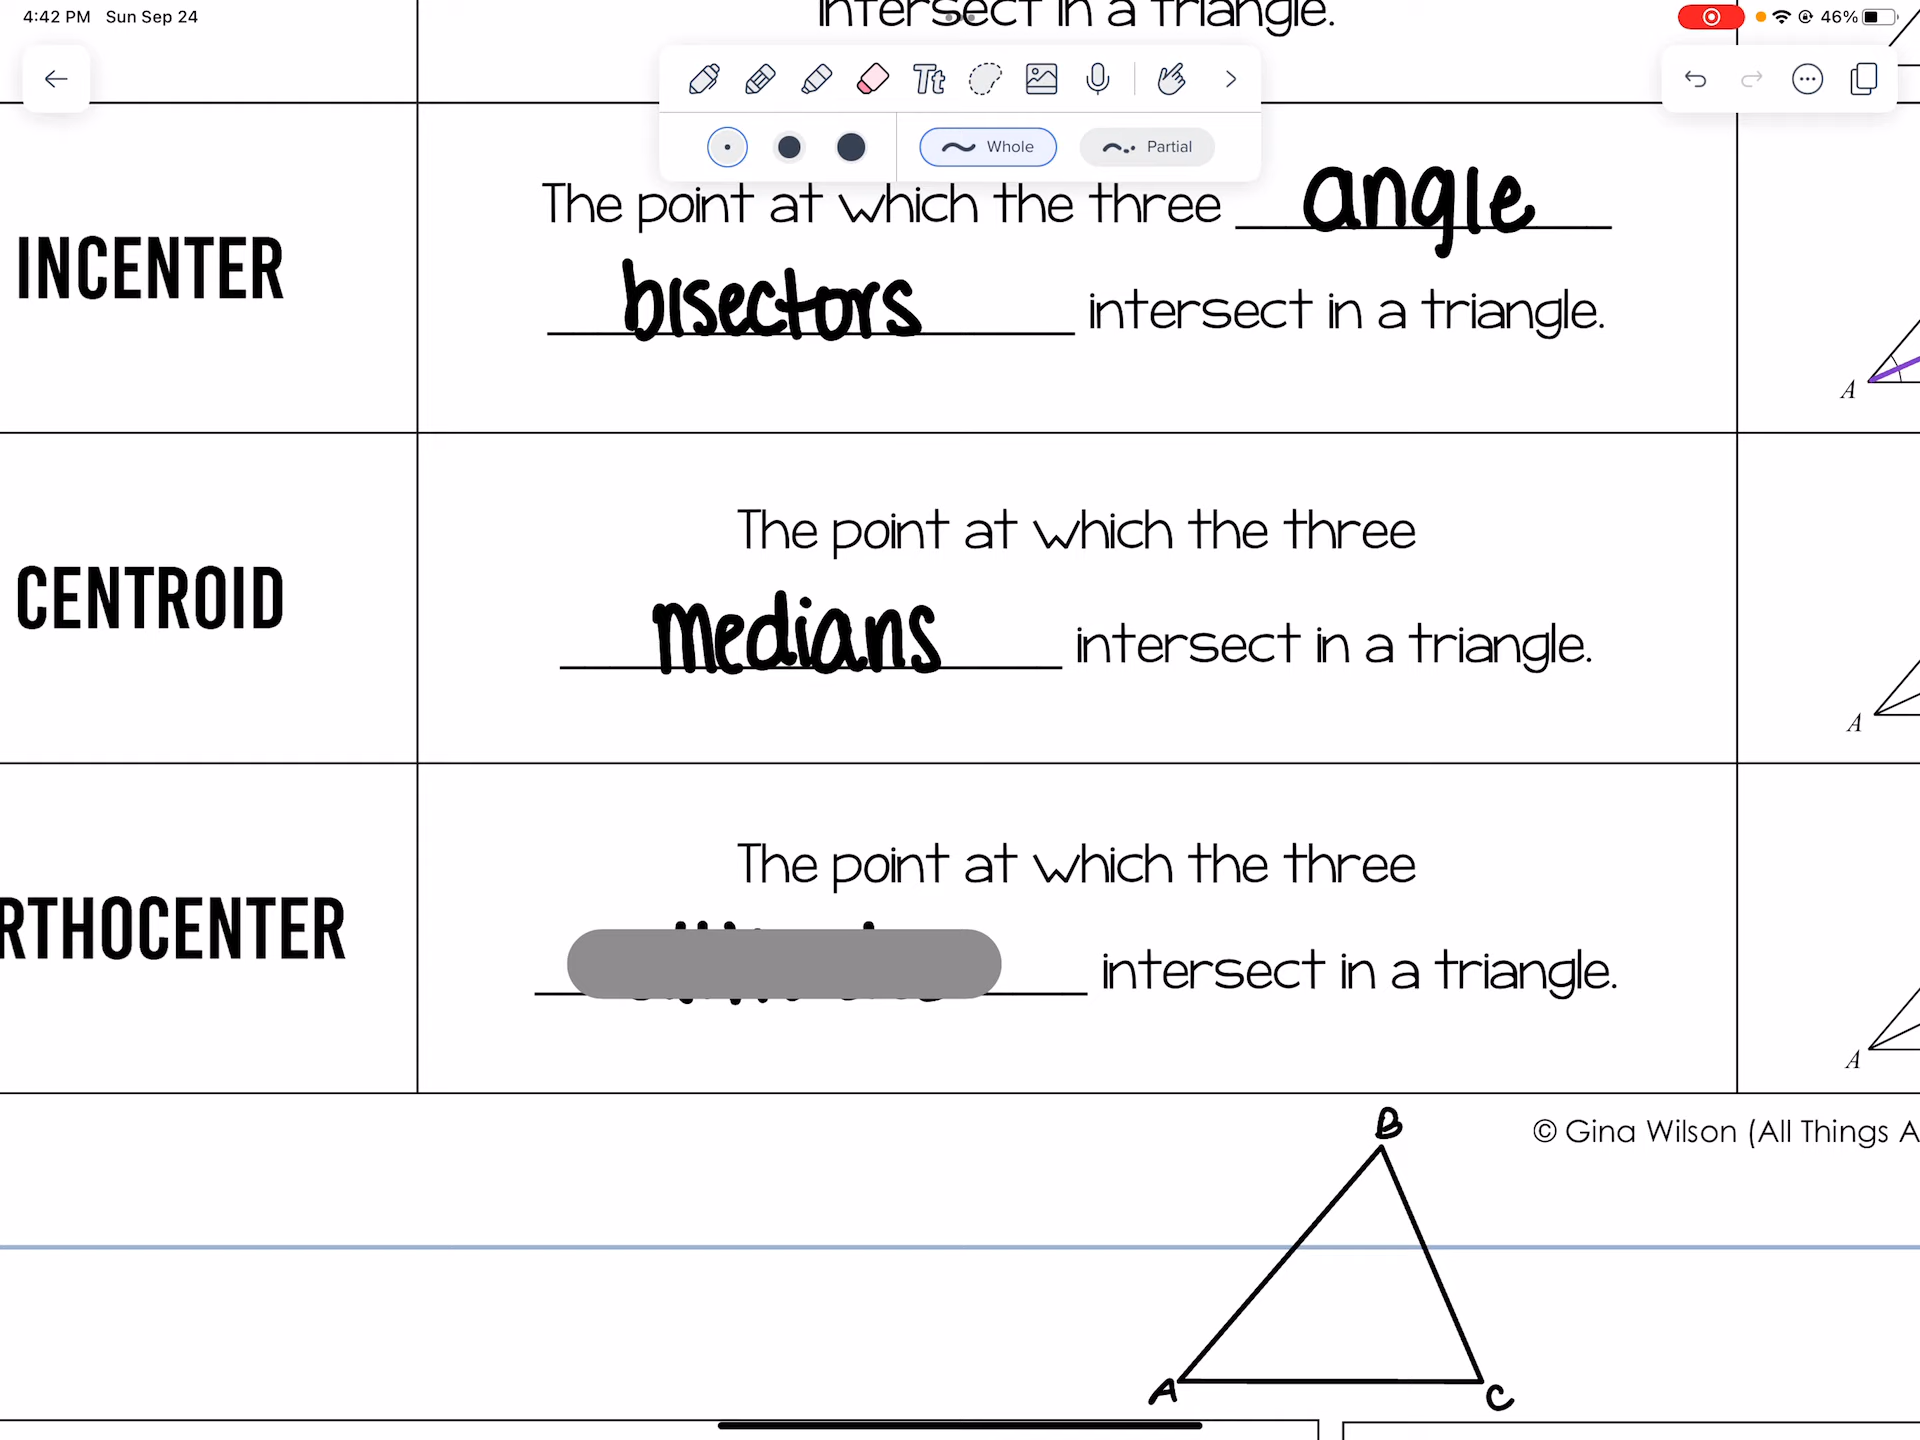 4:42 PM Sun Sep 24
46%
intersect in a triangle.
Tt
Whole
Partial
INCENTER
The point at which the three angle
bisectors intersect in a triangle.
A
CENTROID
The point at which the three
medians intersect in a triangle.
A
RTHOCENTER
The point at which the three
intersect in a triangle.
A
B
© Gina Wilson (All Things A
A
C